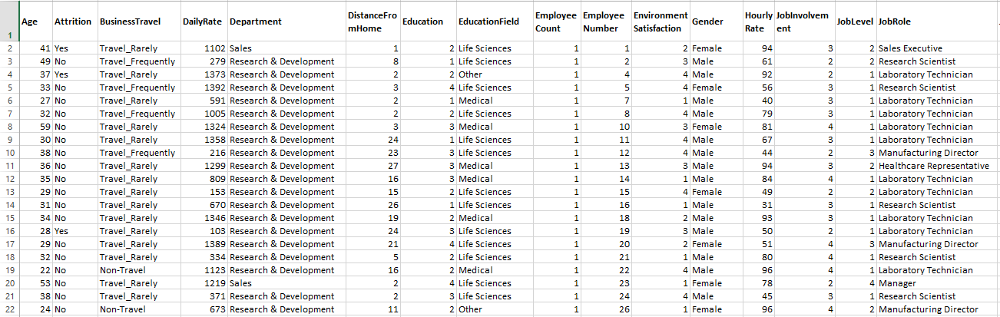 Age Attrition BusinessTravel DailyRate Department DistanceFro mHome Education EducationField Employee Count Employee Number Environment Satisfaction Gender Hourly Rate JobInvolvem ent JobLevel JobRole
1
2 41 Yes Travel_Rarely 1102 Sales 1 2 Life Sciences 1 1 2 Female 94 3 2 Sales Executive
3 49 No Travel_Frequently 279 Research & Development 8 1 Life Sciences 1 2 3 Male 61 2 2 Research Scientist
4 37 Yes Travel_Rarely 1373 Research & Development 2 2 Other 1 4 4 Male 92 2 1 Laboratory Technician
5 33 No Travel_Frequently 1392 Research & Development 3 4 Life Sciences 1 5 4 Female 56 3 1 Research Scientist
6 27 No Travel_Rarely 591 Research & Development 2 1 Medical 1 7 1 Male 40 3 1 Laboratory Technician
7 32 No Travel_Frequently 1005 Research & Development 2 2 Life Sciences 1 8 4 Male 79 3 1 Laboratory Technician
8 59 No Travel_Rarely 1324 Research & Development 3 3 Medical 1 10 3 Female 81 4 1 Laboratory Technician
9 30 No Travel_Rarely 1358 Research & Development 24 1 Life Sciences 1 11 4 Male 67 3 1 Laboratory Technician
10 38 No Travel_Frequently 216 Research & Development 23 3 Life Sciences 1 12 4 Male 44 2 3 Manufacturing Director
11 36 No Travel_Rarely 1299 Research & Development 27 3 Medical 1 13 3 Male 94 3 2 Healthcare Representative
12 35 No Travel_Rarely 809 Research & Development 16 3 Medical 1 14 1 Male 84 4 1 Laboratory Technician
13 29 No Travel_Rarely 153 Research & Development 15 2 Life Sciences 1 15 4 Female 49 2 2 Laboratory Technician
14 31 No Travel_Rarely 670 Research & Development 26 1 Life Sciences 1 16 1 Male 31 3 1 Research Scientist
15 34 No Travel_Rarely 1346 Research & Development 19 2 Medical 1 18 2 Male 93 3 1 Laboratory Technician
16 28 Yes Travel_Rarely 103 Research & Development 24 3 Life Sciences 1 19 3 Male 50 2 1 Laboratory Technician
17 29 No Travel_Rarely 1389 Research & Development 21 4 Life Sciences 1 20 2 Female 51 4 3 Manufacturing Director
18 32 No Travel_Rarely 334 Research & Development 5 2 Life Sciences 1 21 1 Male 80 4 1 Research Scientist
19 22 No Non-Travel 1123 Research & Development 16 2 Medical 1 22 4 Male 96 4 1 Laboratory Technician
20 53 No Travel_Rarely 1219 Sales 2 4 Life Sciences 1 23 1 Female 78 2 4 Manager
21 38 No Travel_Rarely 371 Research & Development 2 3 Life Sciences 1 24 4 Male 45 3 1 Research Scientist
22 24 No Non-Travel 673 Research & Development 11 2 Other 1 26 1 Female 96 4 2 Manufacturing Director